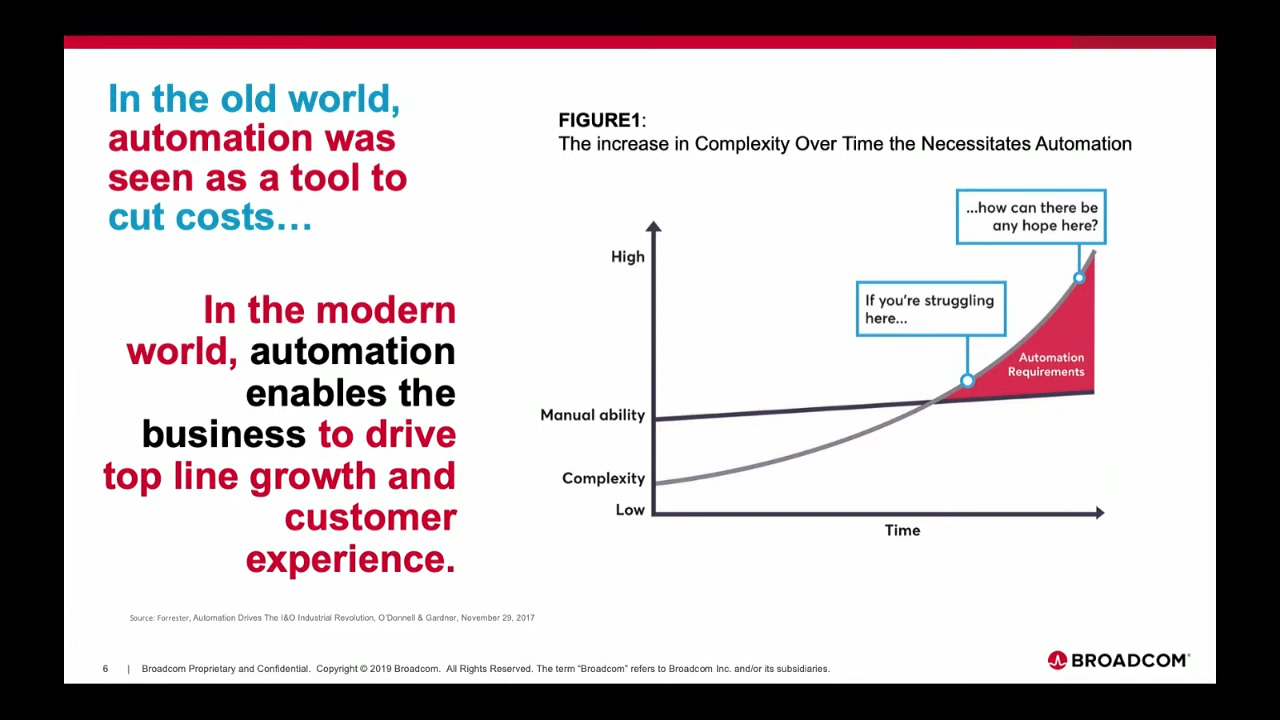 In the old world,
automation was
seen as a tool to
cut costs…
In the modern
world, automation
enables the
business to drive
top line growth and
customer
experience.
FIGURE1:
The increase in Complexity Over Time the Necessitates Automation
...how can there be
any hope here?
High
If you're struggling
here...
Automation
Requirements
Manual ability
Complexity
Low
Time
Source: Forrester, Automation Drives The I&O Industrial Revolution, O'Donnell & Gardner, November 29, 2017
6 | Broadcom Proprietary and Confidential. Copyright © 2019 Broadcom. All Rights Reserved. The term “Broadcom” refers to Broadcom Inc. and/or its subsidiaries.
BROADCOM®